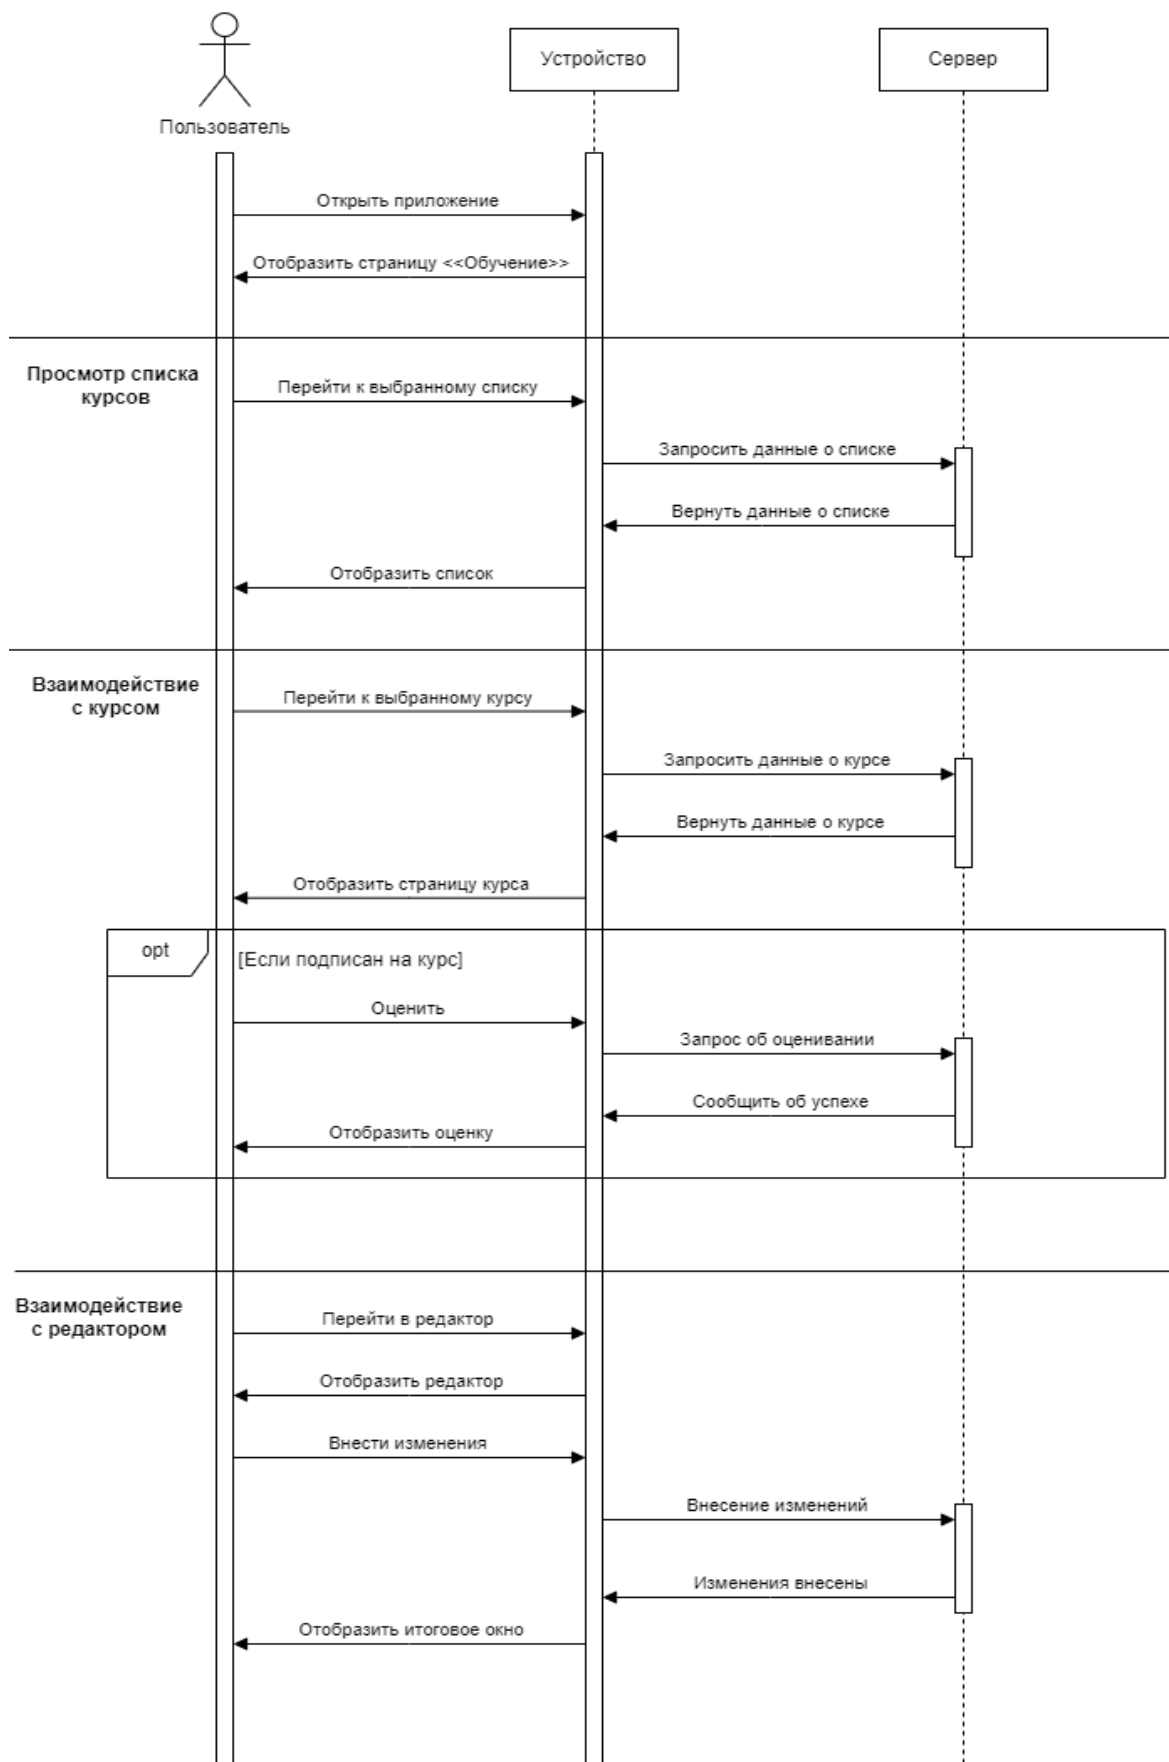 Устройство
Сервер
Пользователь
Открыть приложение
Отобразить страницу <<Обучение>>
Просмотр списка
курсов
Перейти к выбранному списку
Запросить данные о списке
Вернуть данные о списке
Отобразить список
Взаимодействие
с курсом
Перейти к выбранному курсу
Запросить данные о курсе
Вернуть данные о курсе
Отобразить страницу курса
opt
[Если подписан на курс]
Оценить
Запрос об оценивании
Сообщить об успехе
Отобразить оценку
Взаимодействие
с редактором
Перейти в редактор
Отобразить редактор
Внести изменения
Внесение изменений
Изменения внесены
Отобразить итоговое окно